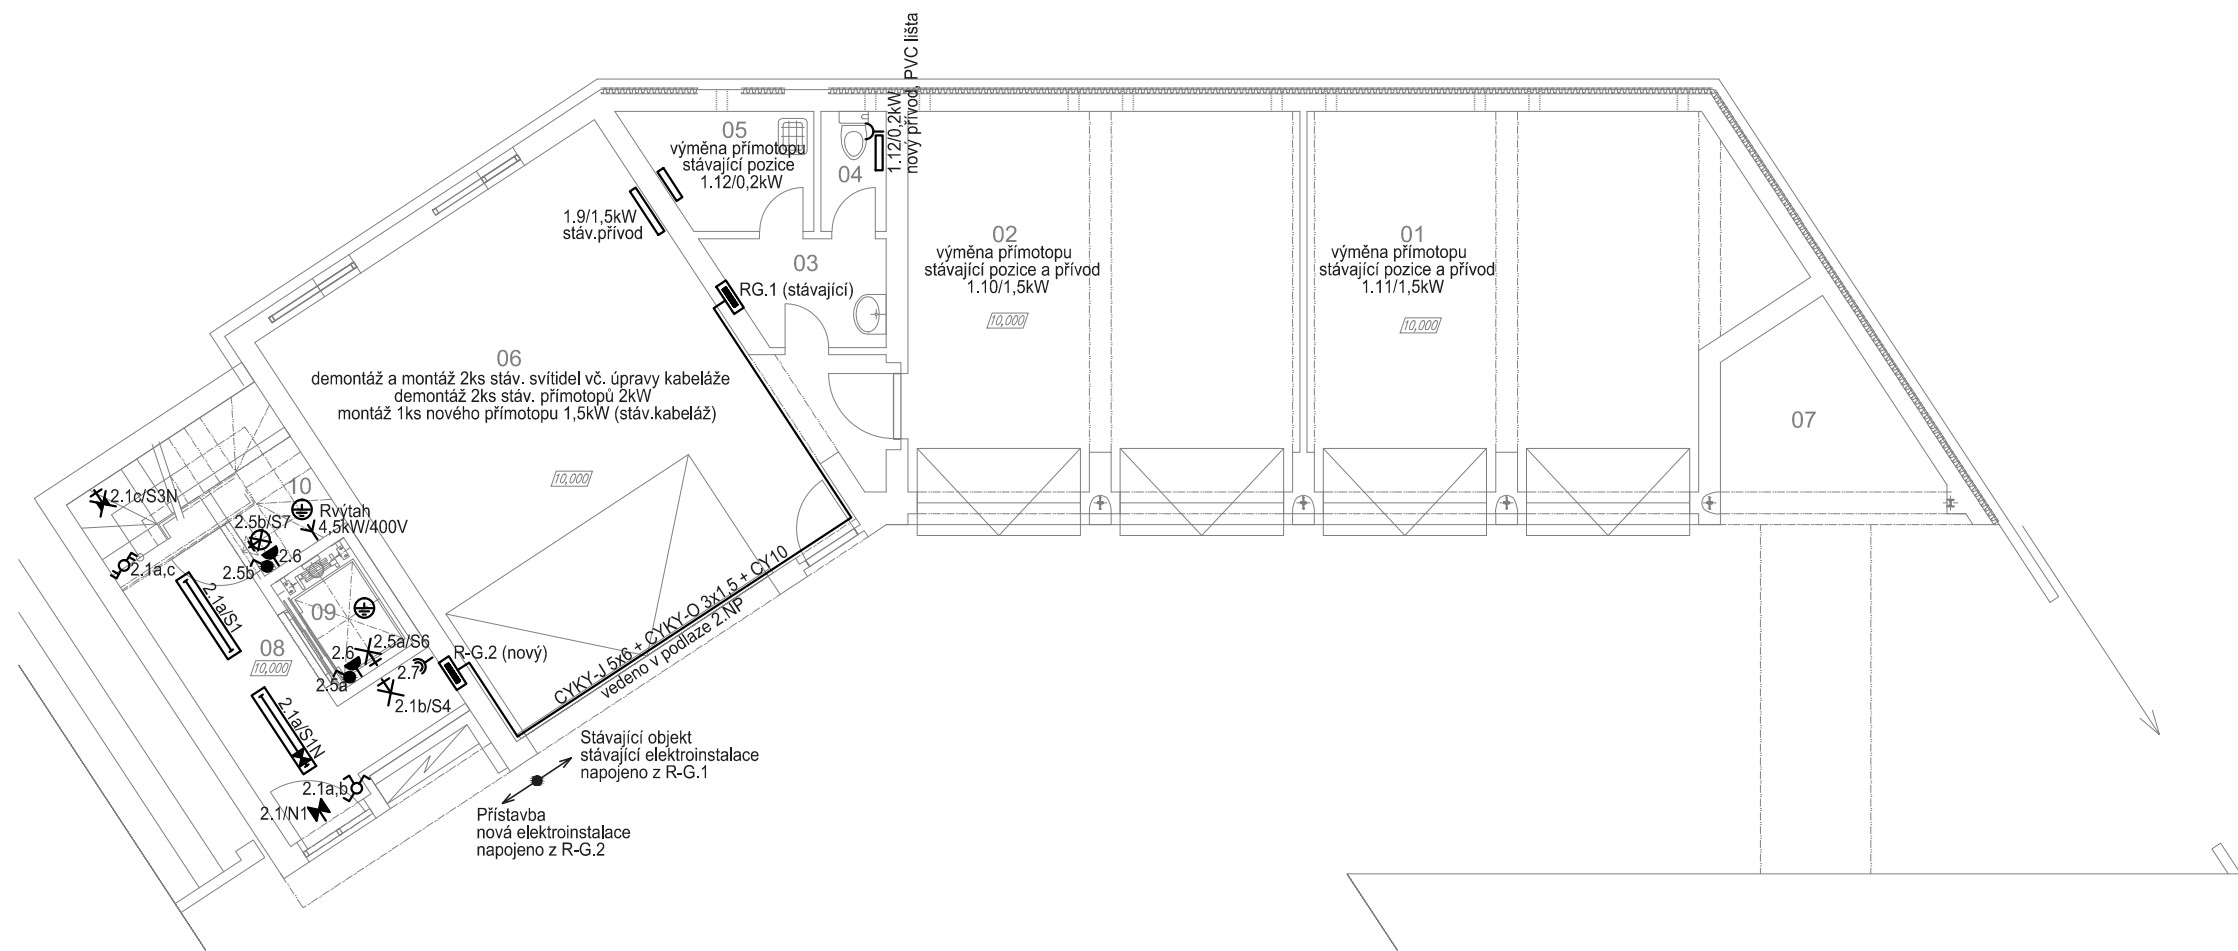 1.12/0,2kW
nový přívod, PVC lišta
05
výměna přímotopu
stávající pozice
1.12/0,2kW
04
1.9/1,5kW
stáv.přívod
03
RG.1 (stávající)
02
výměna přímotopu
stávající pozice a přívod
1.10/1,5kW
10,000
01
výměna přímotopu
stávající pozice a přívod
1.11/1,5kW
10,000
06
demontáž a montáž 2ks stáv. svítidel vč. úpravy kabeláže
demontáž 2ks stáv. přímotopů 2kW
montáž 1ks nového přímotopu 1,5kW (stáv.kabeláž)
10,000
07
2.1c/S3N
10
Rvýtah
4,5kW/400V
2.5b/S7
2.6
2.5b
2.1a,c
2.1a/S1
09
08
10,000
2.5a/S6
2.6
2.7
2.5a
2.1b/S4
R-G.2 (nový)
CYKY-J 5x6 + CYKY-O 3x1,5 + CY10
vedeno v podlaze 2.NP
2.1a/S1N
2.1a,b
2.1/N1
Stávající objekt
stávající elektroinstalace
napojeno z R-G.1
Přístavba
nová elektroinstalace
napojeno z R-G.2